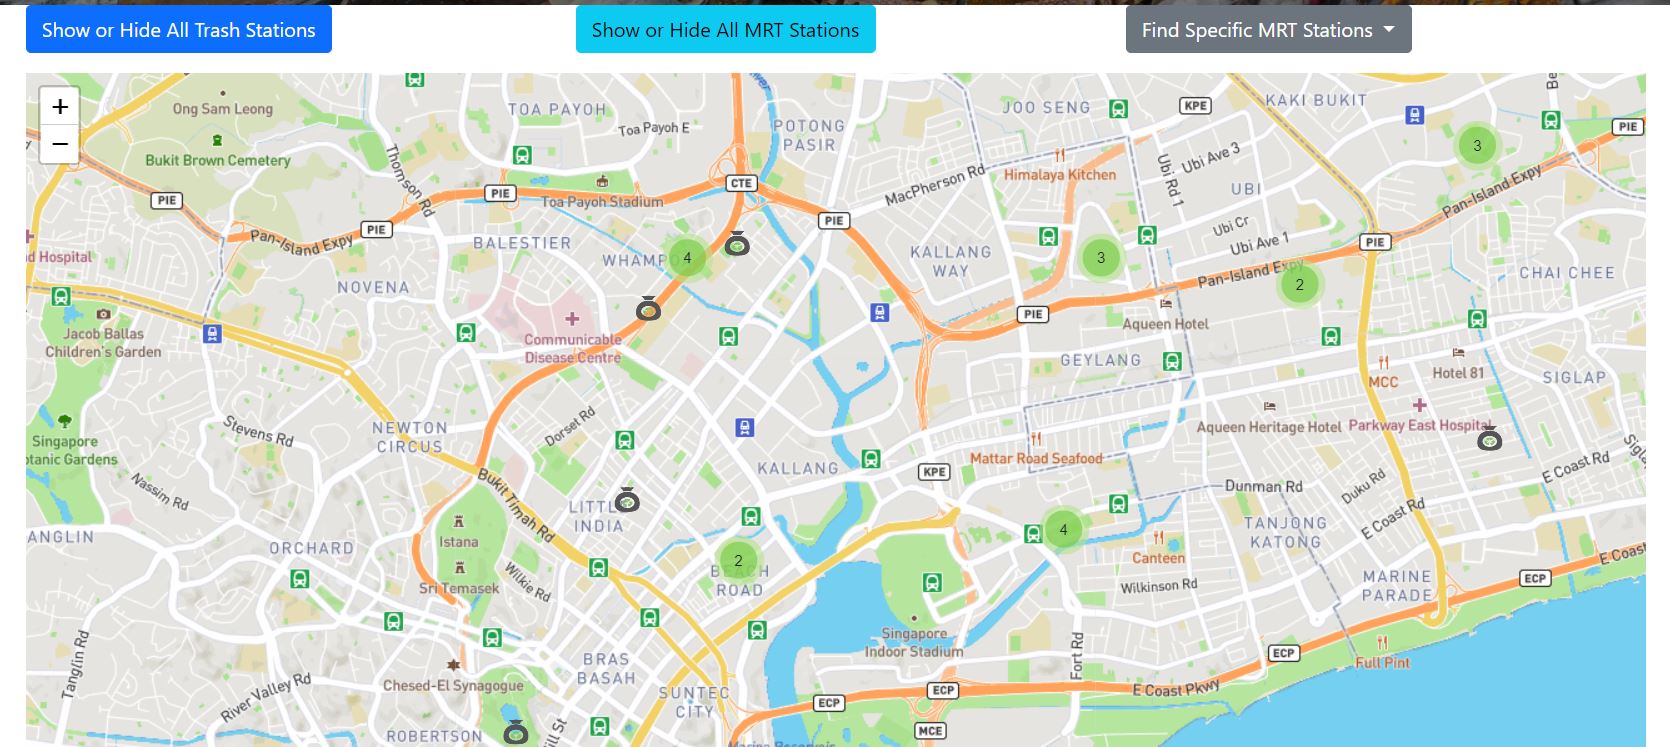 Show or Hide All Trash Stations
Show or Hide All MRT Stations
Find Specific MRT Stations
+
−
Ong Sam Leong
TOA PAYOH
Toa Payoh E
POTONG
PASIR
JOO SENG
KPE
KAKI BUKIT
PIE
3
Bukit Brown Cemetery
Thomson Rd
CTE
MacPherson Rd
Himalaya Kitchen
Ubi Rd 1
Ubi Ave 3
UBI
PIE
PIE
PIE
Toa Payoh Stadium
PIE
Pan-Island Expy
Pan-Island Expy
BALESTIER
WHAMPO
4
KALLANG
WAY
3
Ubi Cr
Ubi Ave 1
Pan-Island Expy
PIE
2
CHAI CHEE
d Hospital
NOVENA
Jacob Ballas
Children's Garden
Communicable
Disease Centre
PIE
Aqueen Hotel
GEYLANG
MCC
Hotel 81
SIGLAP
Stevens Rd
NEWTON
CIRCUS
Dorset Rd
KALLANG
KPE
Mattar Road Seafood
Aqueen Heritage Hotel
Parkway East Hospital
Singapore
otanic Gardens
Nassim Rd
Bukit Timah Rd
LITTL
INDIA
Dunman Rd
Duku Rd
E Coast Rd
E Coast Rd
ANGLIN
ORCHARD
Istana
Sri Temasek
Wilkie Rd
2
BEACH
ROAD
4
Canteen
TANJONG
KATONG
Wilkinson Rd
MARINE
PARADE
ECP
E Coast
Tanglin Rd
River Valley Rd
Chesed-El Synagogue
BRAS
BASAH
SUNTEC
CITY
Singapore
Indoor Stadium
Fort Rd
ECP
Full Pint
ECP
ECP
E Coast Pkwy
MCE
ROBERTSON
ill St
Marina Reservoir